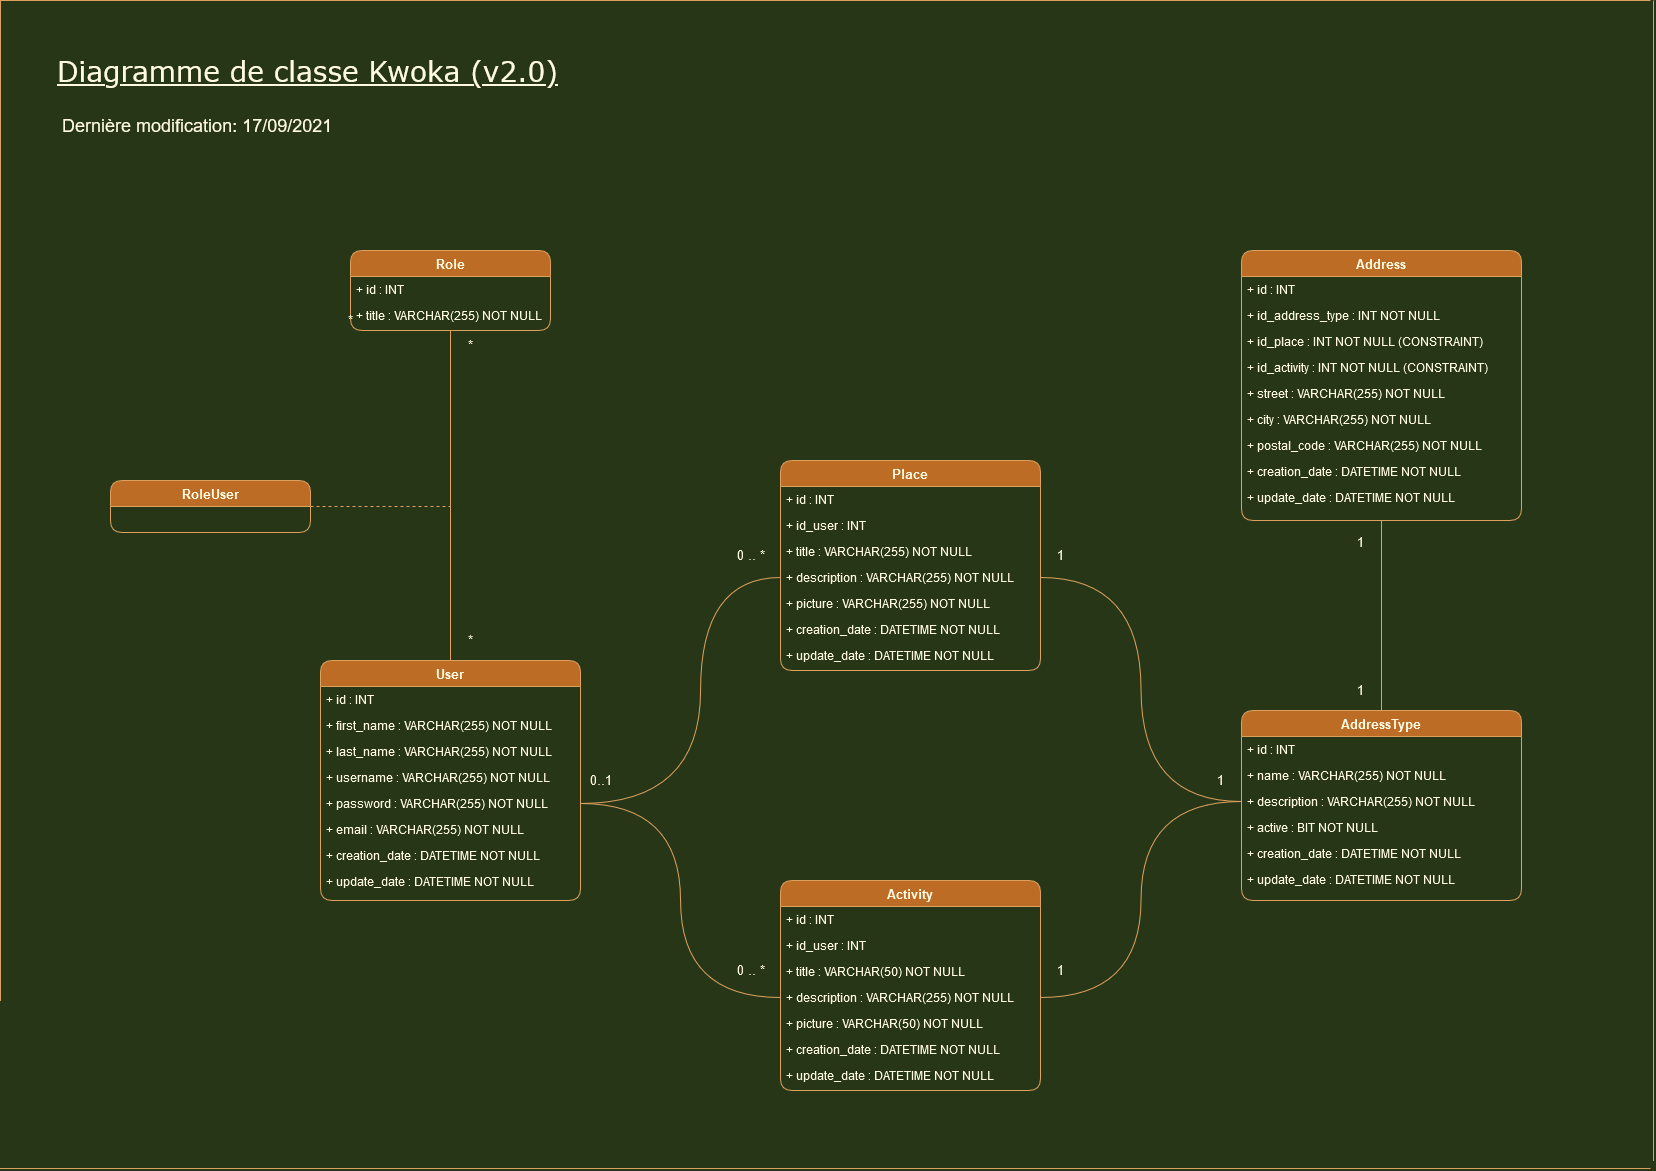 Diagramme de classe Kwoka (v2.0)
Dernière modification: 17/09/2021
Role
+ id : INT
* + title : VARCHAR(255) NOT NULL
*
RoleUser
*
User
+ id : INT
+ first_name : VARCHAR(255) NOT NULL
+ last_name : VARCHAR(255) NOT NULL
+ username : VARCHAR(255) NOT NULL
+ password : VARCHAR(255) NOT NULL
+ email : VARCHAR(255) NOT NULL
+ creation_date : DATETIME NOT NULL
+ update_date : DATETIME NOT NULL
0..1
0 .. *
0 .. *
Place
+ id : INT
+ id_user : INT
+ title : VARCHAR(255) NOT NULL
+ description : VARCHAR(255) NOT NULL
+ picture : VARCHAR(255) NOT NULL
+ creation_date : DATETIME NOT NULL
+ update_date : DATETIME NOT NULL
1
Activity
+ id : INT
+ id_user : INT
+ title : VARCHAR(50) NOT NULL
+ description : VARCHAR(255) NOT NULL
+ picture : VARCHAR(50) NOT NULL
+ creation_date : DATETIME NOT NULL
+ update_date : DATETIME NOT NULL
1
1
Address
+ id : INT
+ id_address_type : INT NOT NULL
+ id_place : INT NOT NULL (CONSTRAINT)
+ id_activity : INT NOT NULL (CONSTRAINT)
+ street : VARCHAR(255) NOT NULL
+ city : VARCHAR(255) NOT NULL
+ postal_code : VARCHAR(255) NOT NULL
+ creation_date : DATETIME NOT NULL
+ update_date : DATETIME NOT NULL
1
1
AddressType
+ id : INT
+ name : VARCHAR(255) NOT NULL
+ description : VARCHAR(255) NOT NULL
+ active : BIT NOT NULL
+ creation_date : DATETIME NOT NULL
+ update_date : DATETIME NOT NULL